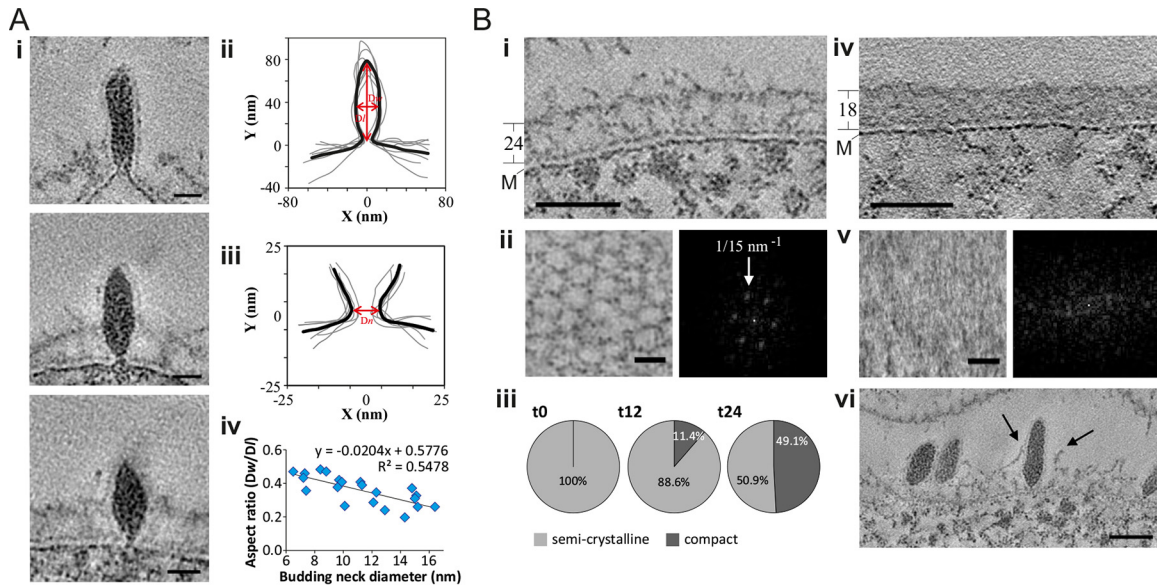 A
i
ii
80
40
0
-40
Y (nm)
-80
0
80
X (nm)
Dw
Dl
iii
25
0
-25
Y (nm)
-25
0
25
X (nm)
Dn
iv
y = -0.0204x + 0.5776
R² = 0.5478
0.6
0.4
0.2
0.0
Aspect ratio (Dw/Dl)
6 8 10 12 14 16
Budding neck diameter (nm)
B
i
24
M
iv
18
M
ii
1/15 nm⁻¹
v
iii
t0 t12 t24
100%
11.4%
88.6%
49.1%
50.9%
semi-crystalline compact
vi